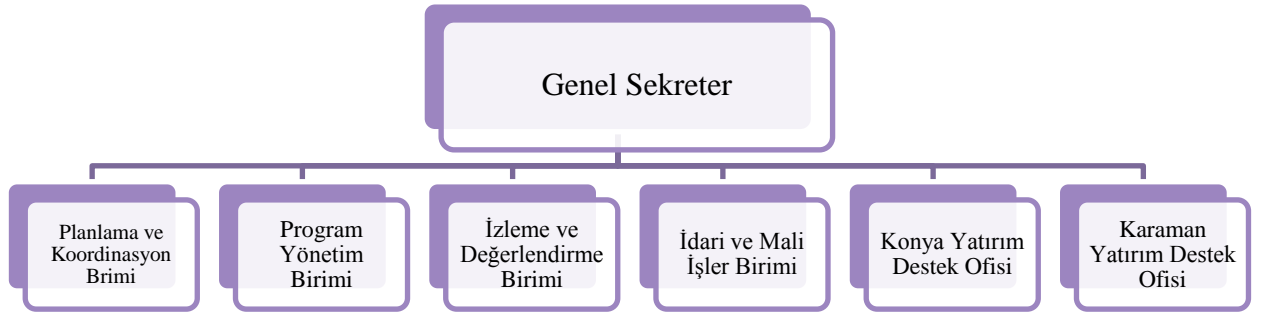 Genel Sekreter
Planlama ve
Koordinasyon
Brimi
Program
Yönetim
Birimi
İzleme ve
Değerlendirme
Birimi
İdari ve Mali
İşler Birimi
Konya Yatırım
Destek Ofisi
Karaman
Yatırım Destek
Ofisi